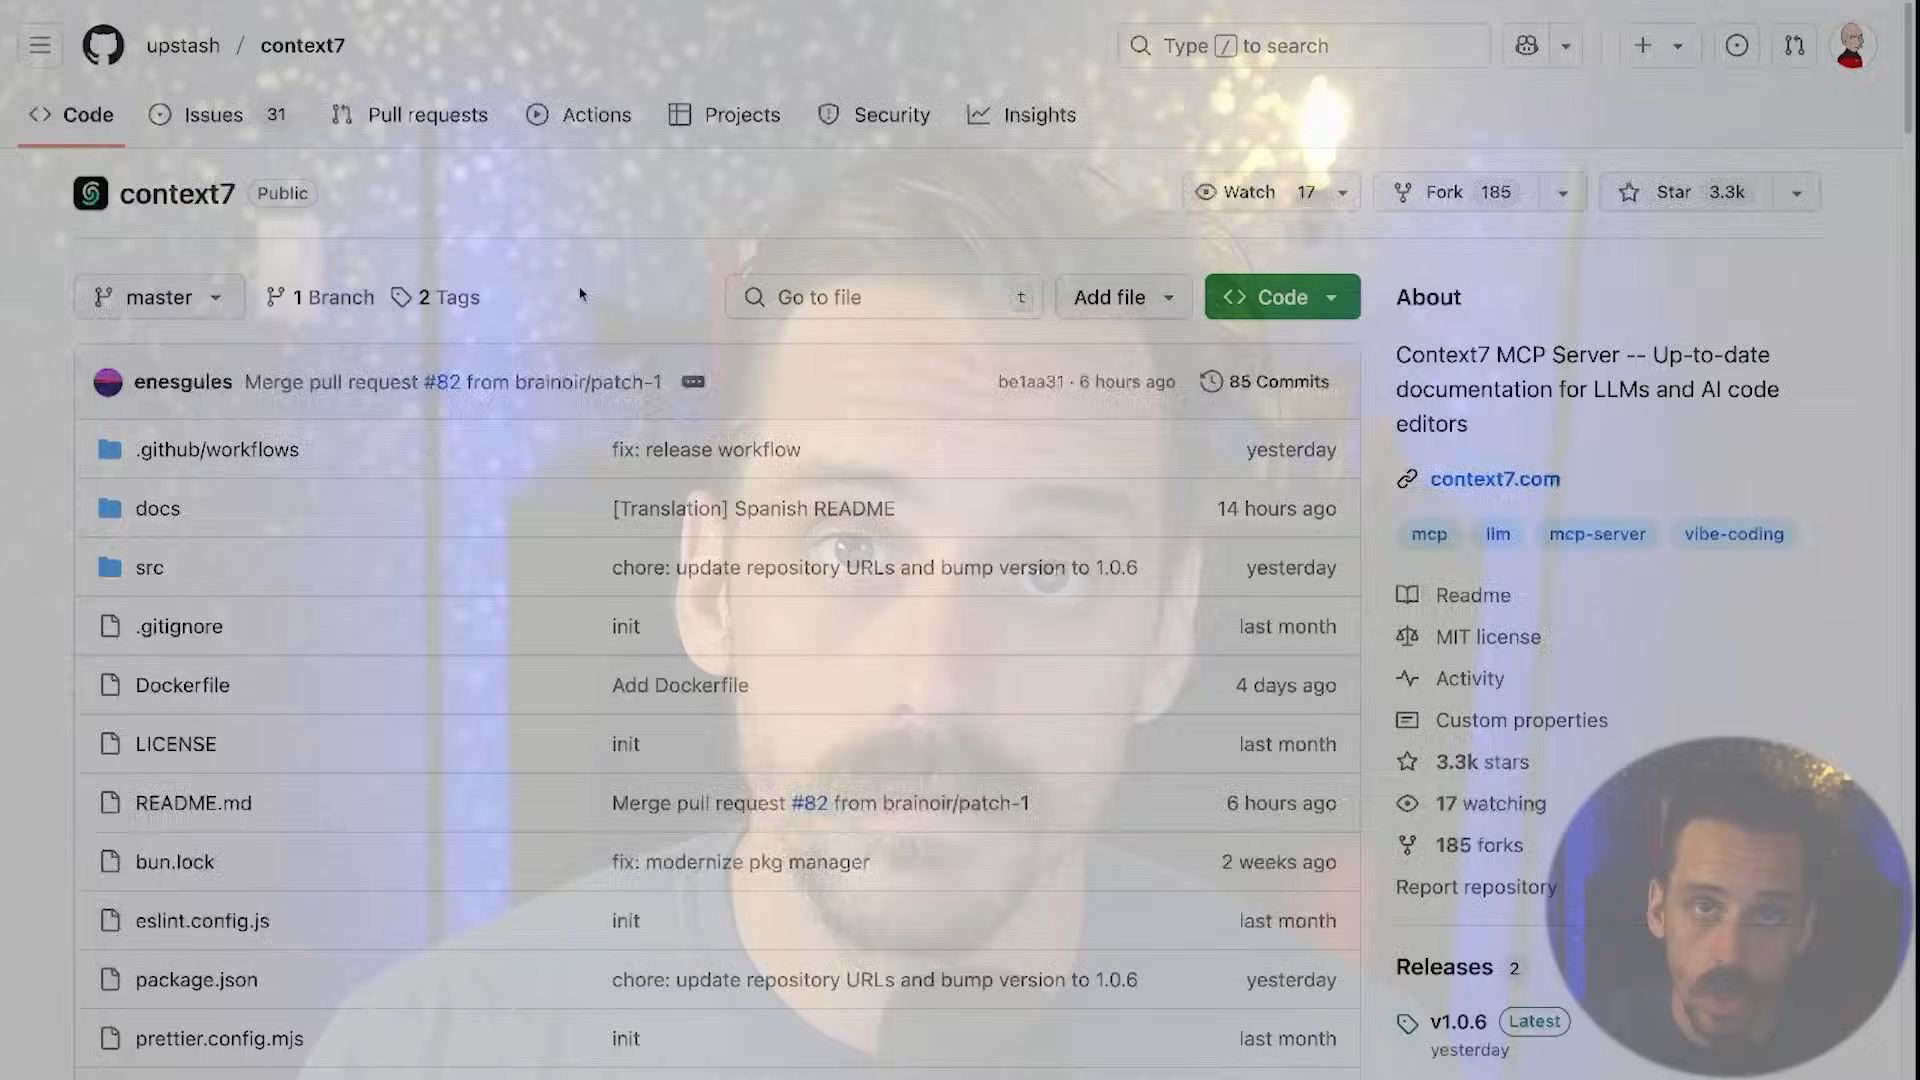 upstash / context7
Type / to search
Code
Issues 31
Pull requests
Actions
Projects
Security
Insights
context7 Public
Watch 17
Fork 185
Star 3.3k
master
1 Branch
2 Tags
Go to file t
Add file
Code
enesgules Merge pull request #82 from brainoir/patch-1
be1aa31 · 6 hours ago
85 Commits
.github/workflows fix: release workflow yesterday
docs [Translation] Spanish README 14 hours ago
src chore: update repository URLs and bump version to 1.0.6 yesterday
.gitignore init last month
Dockerfile Add Dockerfile 4 days ago
LICENSE init last month
README.md Merge pull request #82 from brainoir/patch-1 6 hours ago
bun.lock fix: modernize pkg manager 2 weeks ago
eslint.config.js init last month
package.json chore: update repository URLs and bump version to 1.0.6 yesterday
prettier.config.mjs init last month
About
Context7 MCP Server -- Up-to-date
documentation for LLMs and AI code
editors
context7.com
mcp llm mcp-server vibe-coding
Readme
MIT license
Activity
Custom properties
3.3k stars
17 watching
185 forks
Report repository
Releases 2
v1.0.6 Latest
yesterday